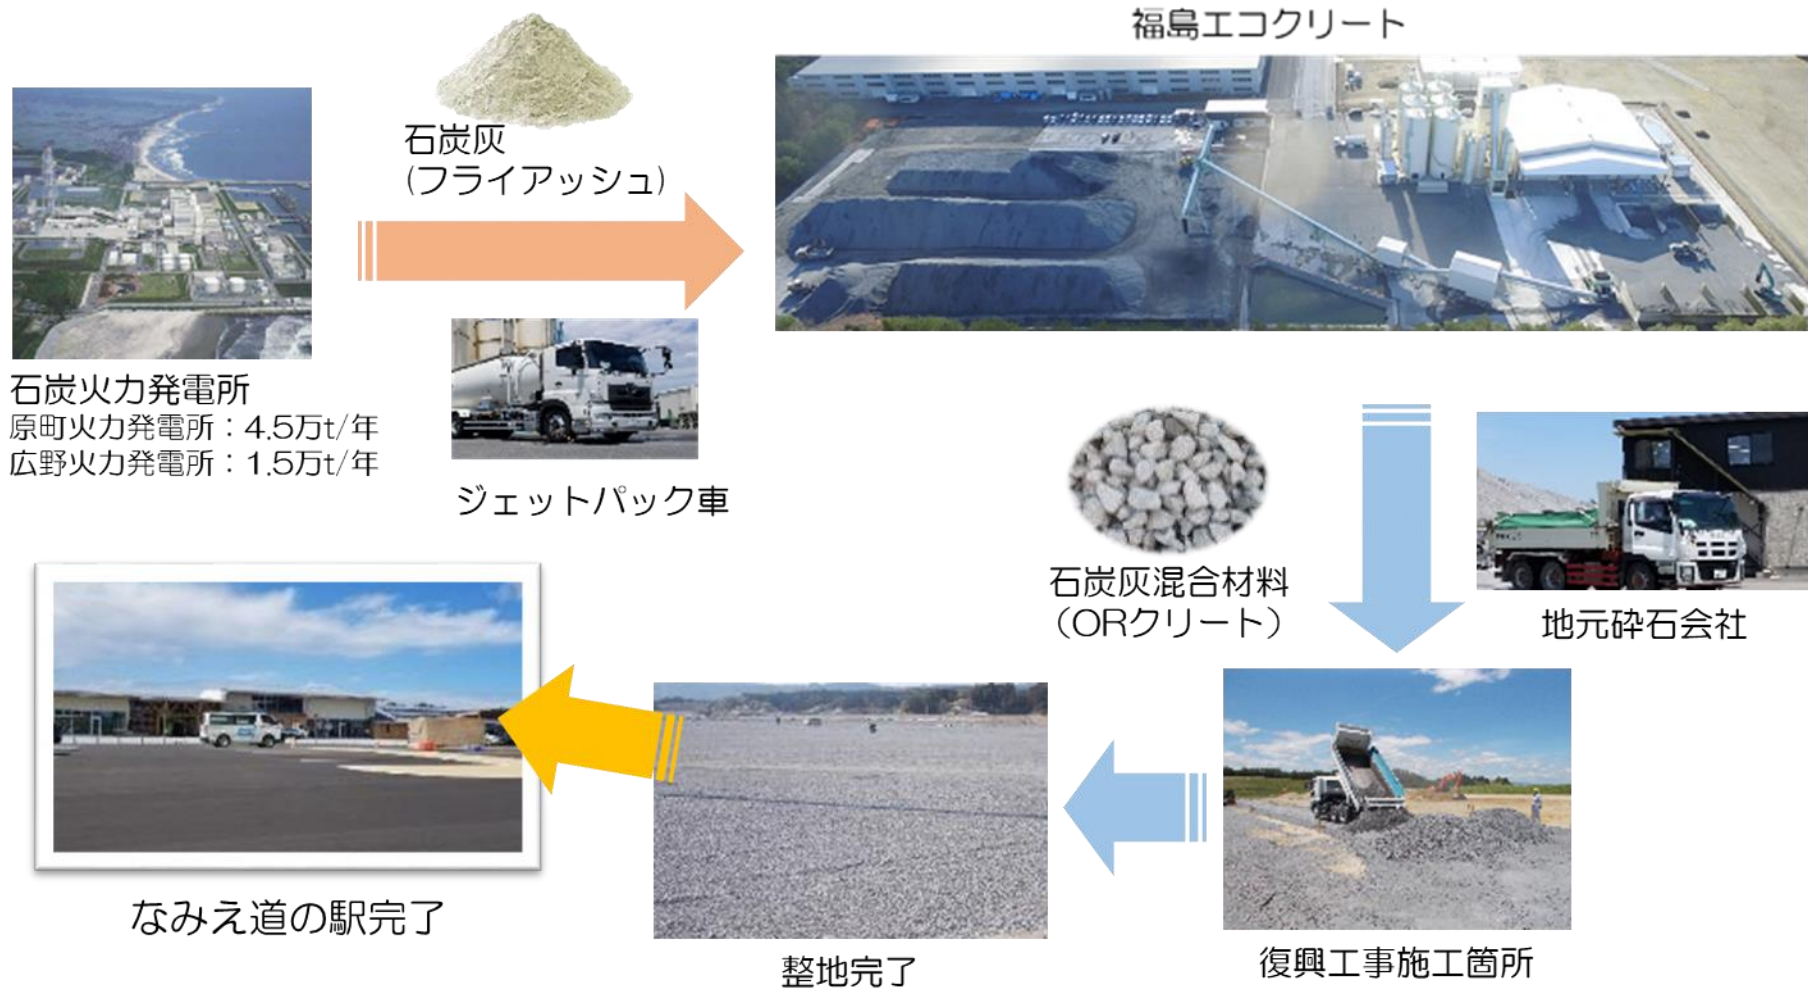 福島エコクリート
石炭灰
(フライアッシュ)
石炭火力発電所
原町火力発電所：4.5万t/年
広野火力発電所：1.5万t/年
ジェットパック車
石炭灰混合材料
（ORクリート）
地元砕石会社
復興工事施工箇所
整地完了
なみえ道の駅完了